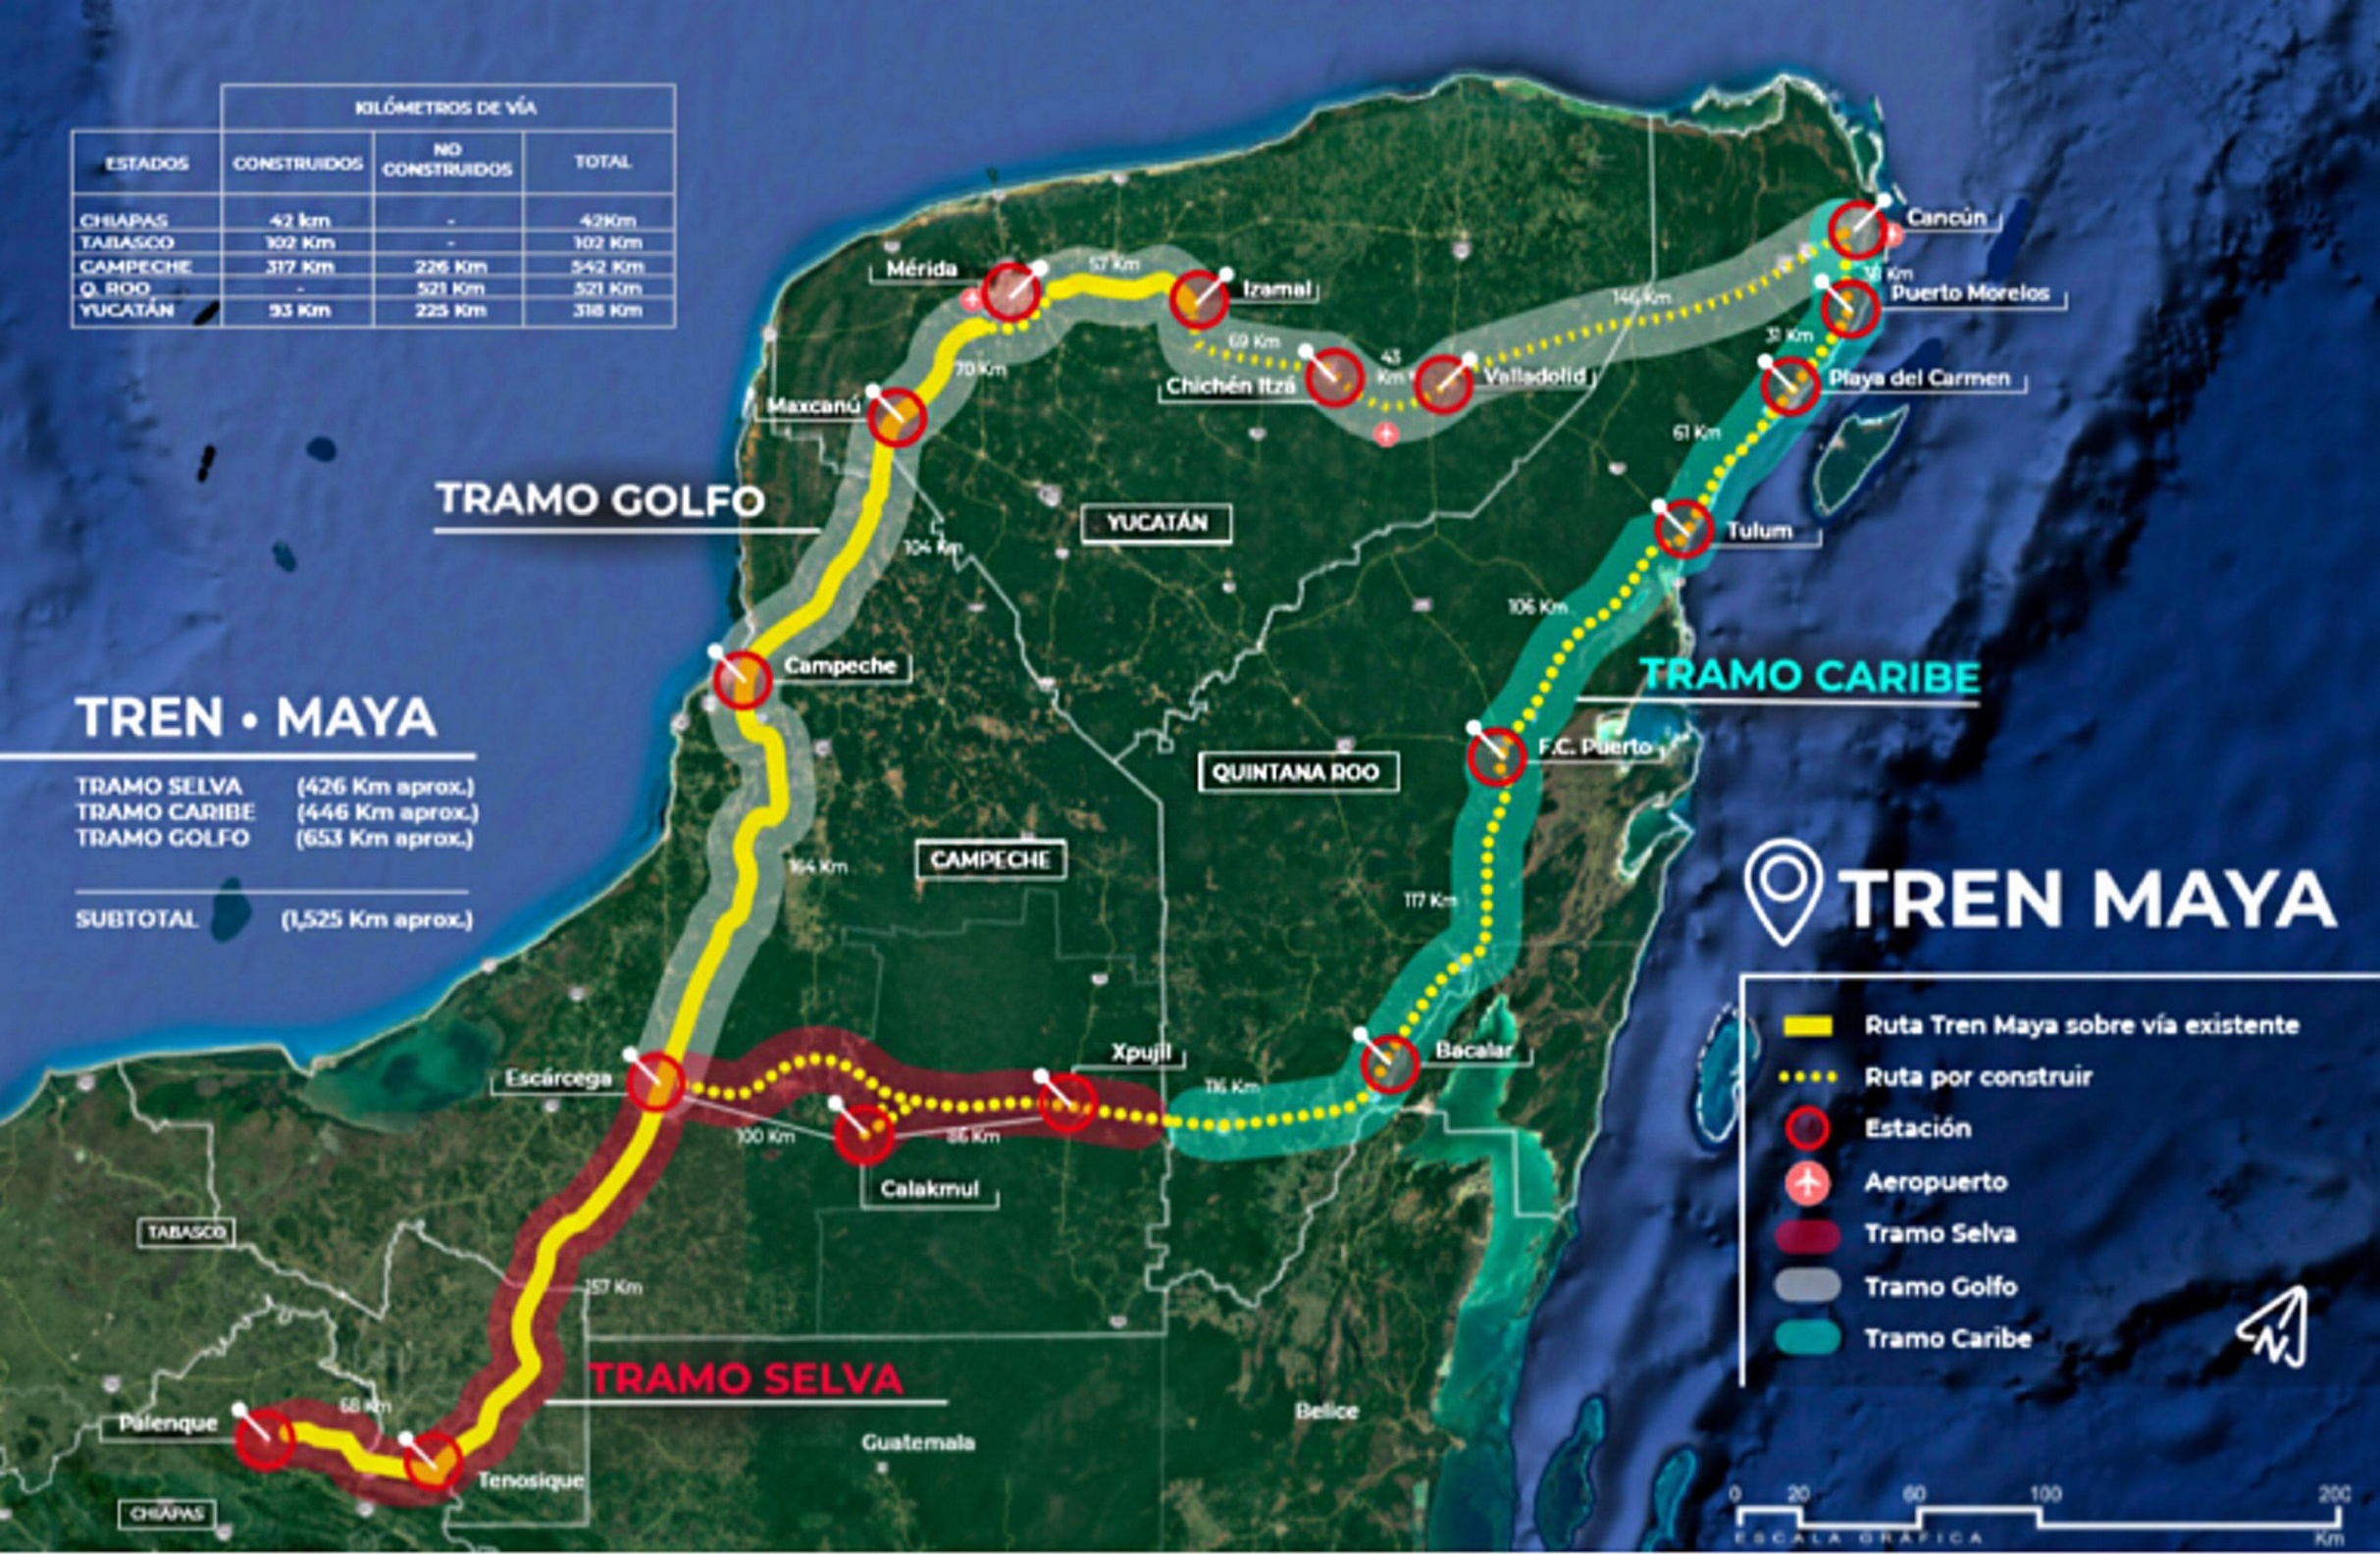 KILÓMETROS DE VÍA
ESTADOS CONSTRUIDOS NO CONSTRUIDOS TOTAL
CHIAPAS 42 km - 42Km
TABASCO 102 Km - 102 Km
CAMPECHE 317 Km 226 Km 542 Km
Q. ROO - 521 Km 521 Km
YUCATÁN 93 Km 225 Km 318 Km
Cancún
38 Km
Puerto Morelos
31 Km
Playa del Carmen
61 Km
Tulum
Mérida
57 Km
Izamal
146 Km
69 Km
43 Km
Chichén Itzá
Valladolid
70 Km
Maxcanú
TRAMO GOLFO
YUCATÁN
104 Km
106 Km
Campeche
TRAMO CARIBE
TREN • MAYA
TRAMO SELVA (426 Km aprox.)
TRAMO CARIBE (446 Km aprox.)
TRAMO GOLFO (653 Km aprox.)
SUBTOTAL (1,525 Km aprox.)
F.C. Puerto
QUINTANA ROO
CAMPECHE
164 Km
117 Km
Escárcega
Xpujil
Bacalar
116 Km
100 Km
86 Km
Calakmul
TABASCO
157 Km
TRAMO SELVA
68 Km
Palenque
Tenosique
CHIAPAS
Guatemala
Belice
TREN MAYA
Ruta Tren Maya sobre vía existente
Ruta por construir
Estación
Aeropuerto
Tramo Selva
Tramo Golfo
Tramo Caribe
N
0 20 60 100 200
ESCALA GRÁFICA Km